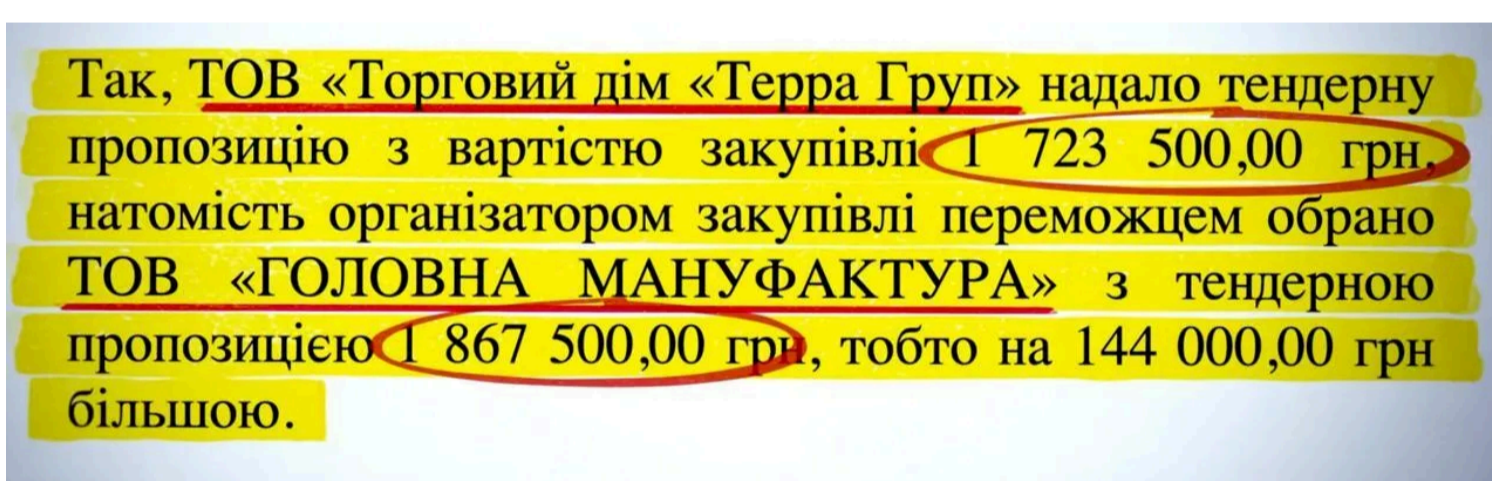 Так, ТОВ «Торговий дім «Терра Груп» надало тендерну
пропозицію з вартістю закупівлі 1 723 500,00 грн,
натомість організатором закупівлі переможцем обрано
ТОВ «ГОЛОВНА МАНУФАКТУРА» з тендерною
пропозицією 1 867 500,00 грн, тобто на 144 000,00 грн
більшою.